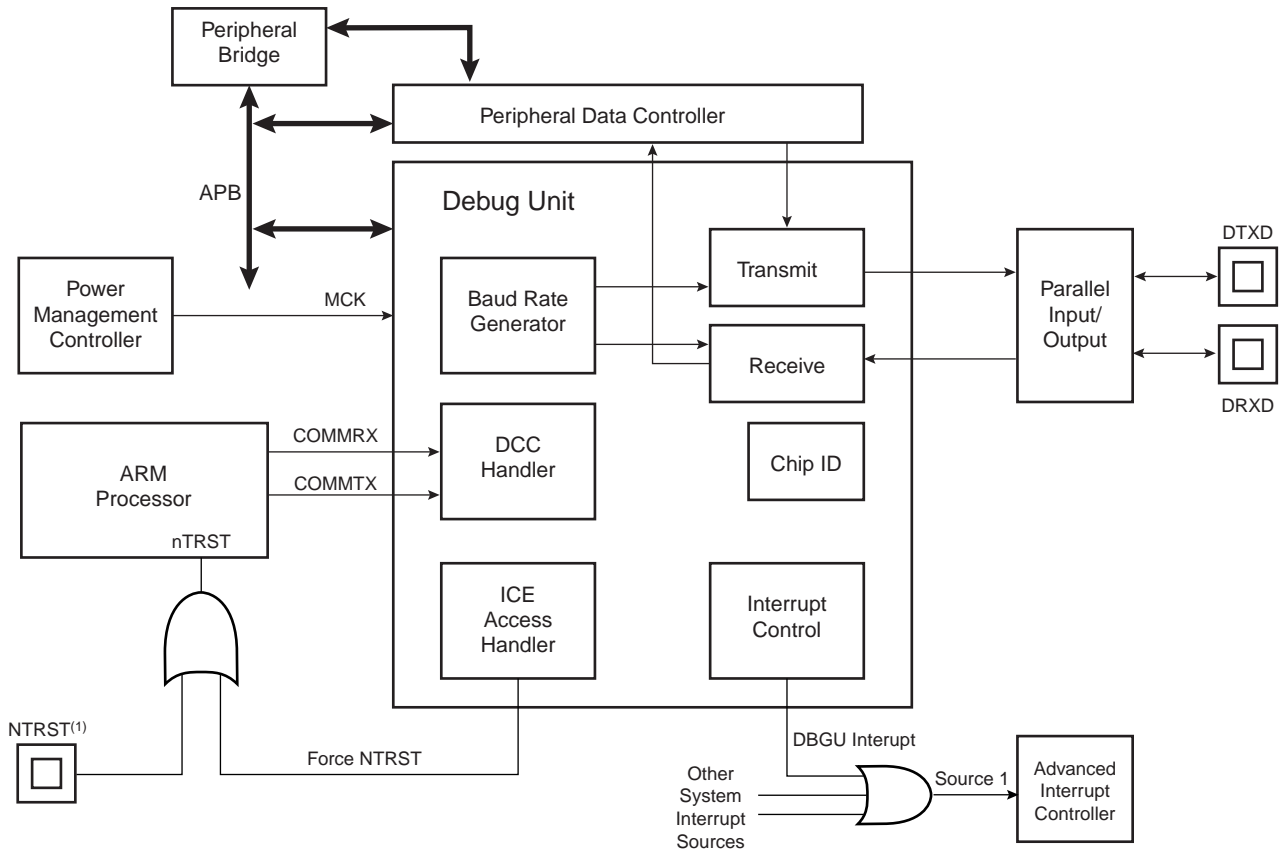 Peripheral
Bridge
Peripheral Data Controller
APB
Debug Unit
Power
Management
Controller
MCK
Baud Rate
Generator
Transmit
Receive
Parallel
Input/
Output
DTXD
DRXD
ARM
Processor
nTRST
COMMRX
COMMTX
DCC
Handler
Chip ID
ICE
Access
Handler
Interrupt
Control
NTRST(1)
Force NTRST
DBGU Interupt
Other
System
Interrupt
Sources
Source 1
Advanced
Interrupt
Controller